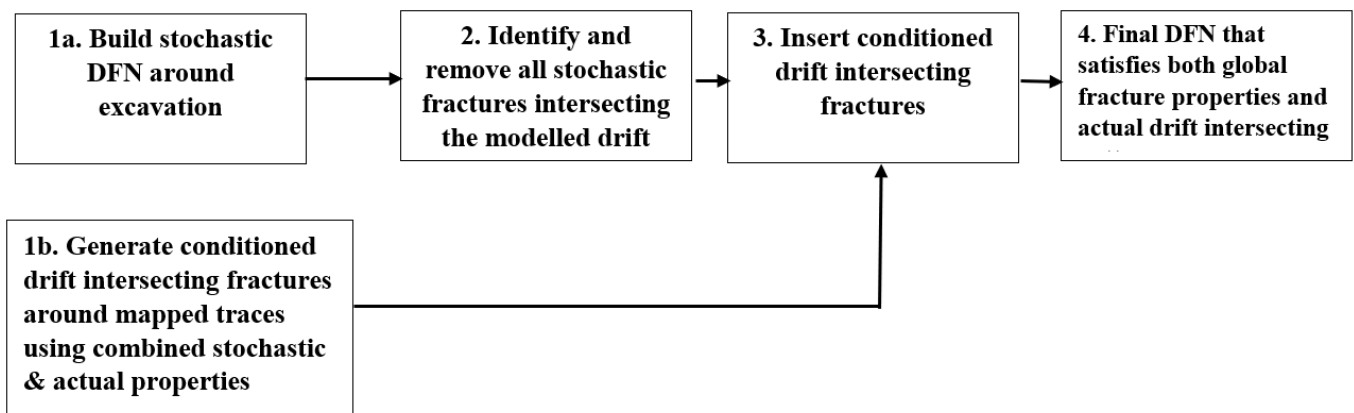 1a. Build stochastic
DFN around
excavation
2. Identify and
remove all stochastic
fractures intersecting
the modelled drift
3. Insert conditioned
drift intersecting
fractures
4. Final DFN that
satisfies both global
fracture properties and
actual drift intersecting
1b. Generate conditioned
drift intersecting fractures
around mapped traces
using combined stochastic
& actual properties